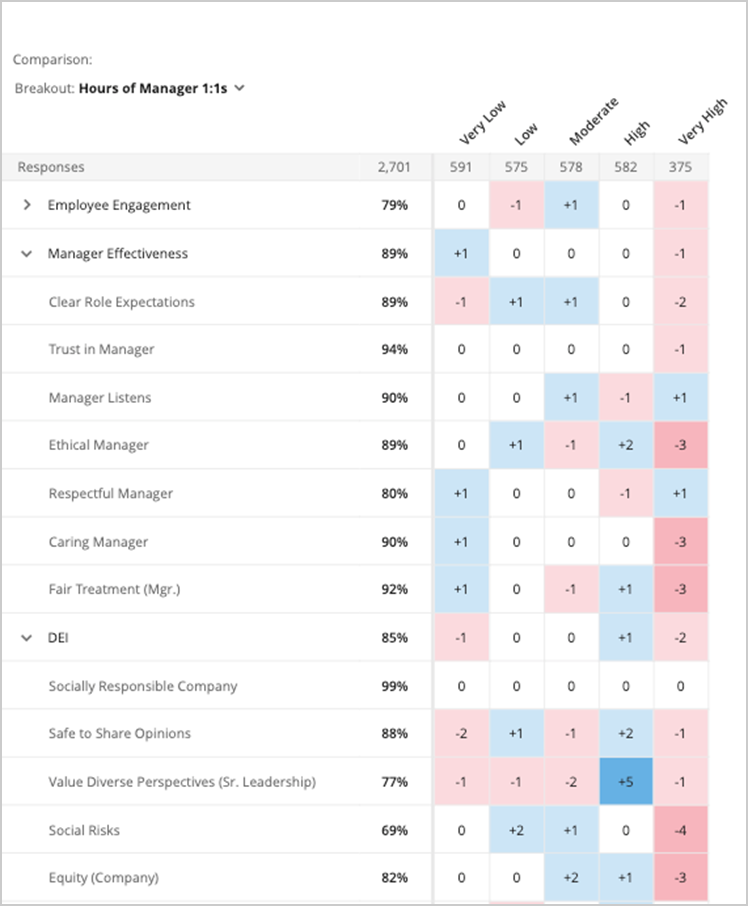 Comparison:
Breakout: Hours of Manager 1:1s
Very Low Low Moderate High Very High
Responses 2,701 591 575 578 582 375
Employee Engagement 79% 0 -1 +1 0 -1
Manager Effectiveness 89% +1 0 0 0 -1
Clear Role Expectations 89% -1 +1 +1 0 -2
Trust in Manager 94% 0 0 0 0 -1
Manager Listens 90% 0 0 +1 -1 +1
Ethical Manager 89% 0 +1 -1 +2 -3
Respectful Manager 80% +1 0 0 -1 +1
Caring Manager 90% +1 0 0 0 -3
Fair Treatment (Mgr.) 92% +1 0 -1 +1 -3
DEI 85% -1 0 0 +1 -2
Socially Responsible Company 99% 0 0 0 0 0
Safe to Share Opinions 88% -2 +1 -1 +2 -1
Value Diverse Perspectives (Sr. Leadership) 77% -1 -1 -2 +5 -1
Social Risks 69% 0 +2 +1 0 -4
Equity (Company) 82% 0 0 +2 +1 -3